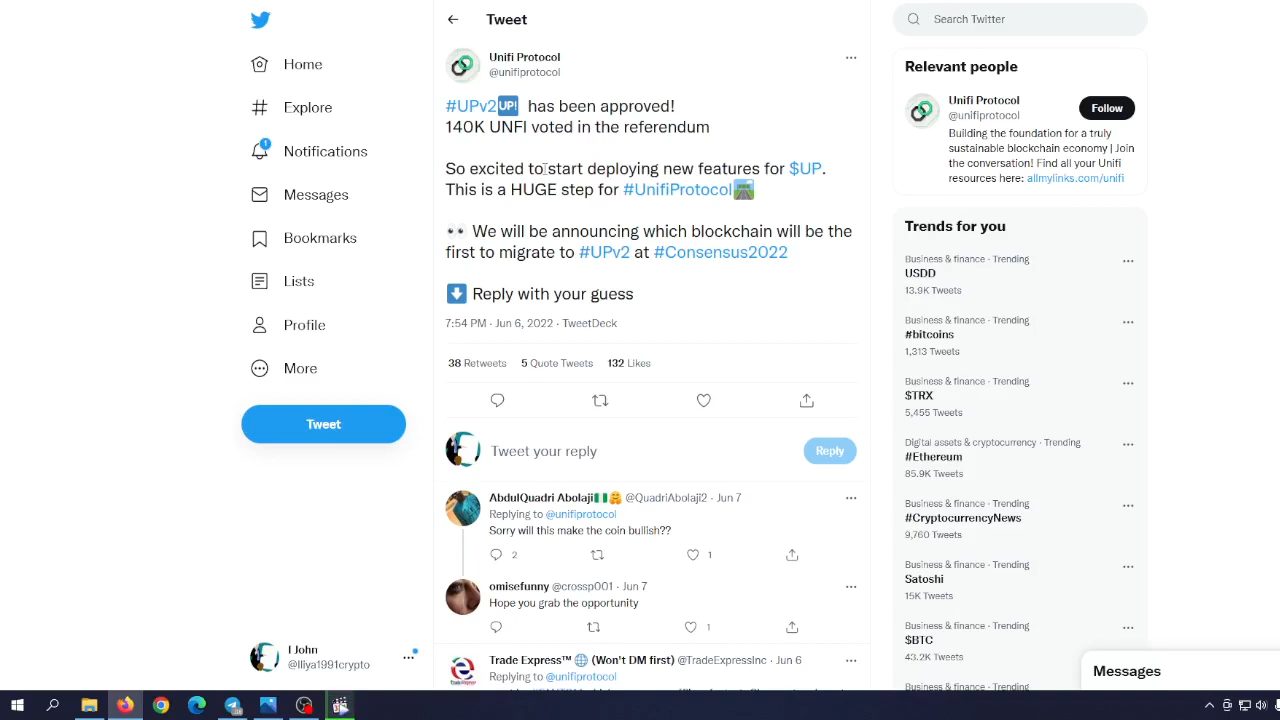 Home
Explore
1
Notifications
Messages
Bookmarks
Lists
Profile
More
Tweet
I John
@Iliya1991crypto
Tweet
Unifi Protocol
@unifiprotocol
#UPv2UP! has been approved!
140K UNFI voted in the referendum
So excited to start deploying new features for $UP.
This is a HUGE step for #UnifiProtocol
We will be announcing which blockchain will be the
first to migrate to #UPv2 at #Consensus2022
Reply with your guess
7:54 PM · Jun 6, 2022 · TweetDeck
38 Retweets 5 Quote Tweets 132 Likes
Tweet your reply
Reply
AbdulQuadri Abolaji @QuadriAbolaji2 · Jun 7
Replying to @unifiprotocol
Sorry will this make the coin bullish??
2 1
omisefunny @crossp001 · Jun 7
Hope you grab the opportunity
1
Trade Express™ (Won't DM first) @TradeExpressInc · Jun 6
Replying to @unifiprotocol
Search Twitter
Relevant people
Unifi Protocol
@unifiprotocol
Follow
Building the foundation for a truly
sustainable blockchain economy | Join
the conversation! Find all your Unifi
resources here: allmylinks.com/unifi
Trends for you
Business & finance · Trending
USDD
13.9K Tweets
Business & finance · Trending
#bitcoins
1,313 Tweets
Business & finance · Trending
$TRX
5,455 Tweets
Digital assets & cryptocurrency · Trending
#Ethereum
85.9K Tweets
Business & finance · Trending
#CryptocurrencyNews
9,760 Tweets
Business & finance · Trending
Satoshi
15K Tweets
Business & finance · Trending
$BTC
43.2K Tweets
Business & finance · Trending
Messages